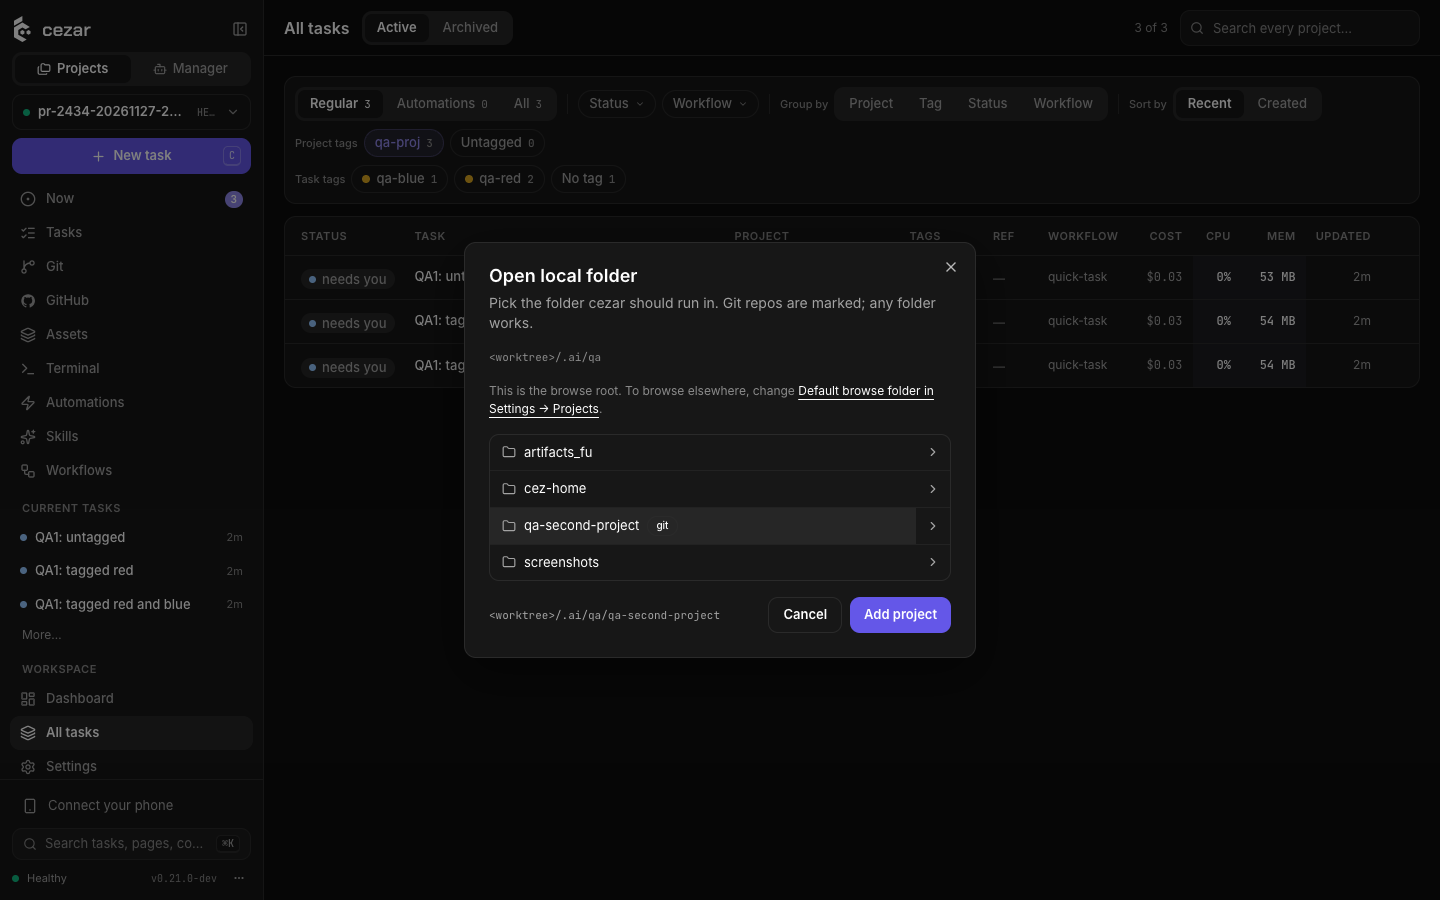 cezar
Projects
Manager
pr-2434-20261127-2... HE...
New task C
Now 3
Tasks
Git
GitHub
Assets
Terminal
Automations
Skills
Workflows
CURRENT TASKS
QA1: untagged 2m
QA1: tagged red 2m
QA1: tagged red and blue 2m
More...
WORKSPACE
Dashboard
All tasks
Settings
Connect your phone
Search tasks, pages, co... ⌘K
Healthy v0.21.0-dev ...
All tasks Active Archived 3 of 3 Search every project...
Regular 3 Automations 0 All 3 Status Workflow Group by Project Tag Status Workflow Sort by Recent Created
Project tags qa-proj 3 Untagged 0
Task tags qa-blue 1 qa-red 2 No tag 1
STATUS TASK PROJECT TAGS REF WORKFLOW COST CPU MEM UPDATED
needs you QA1: unt — quick-task $0.03 0% 53 MB 2m
needs you QA1: tag — quick-task $0.03 0% 54 MB 2m
needs you QA1: tag — quick-task $0.03 0% 54 MB 2m
Open local folder
Pick the folder cezar should run in. Git repos are marked; any folder
works.
<worktree>/.ai/qa
This is the browse root. To browse elsewhere, change Default browse folder in
Settings → Projects.
artifacts_fu
cez-home
qa-second-project git
screenshots
<worktree>/.ai/qa/qa-second-project Cancel Add project